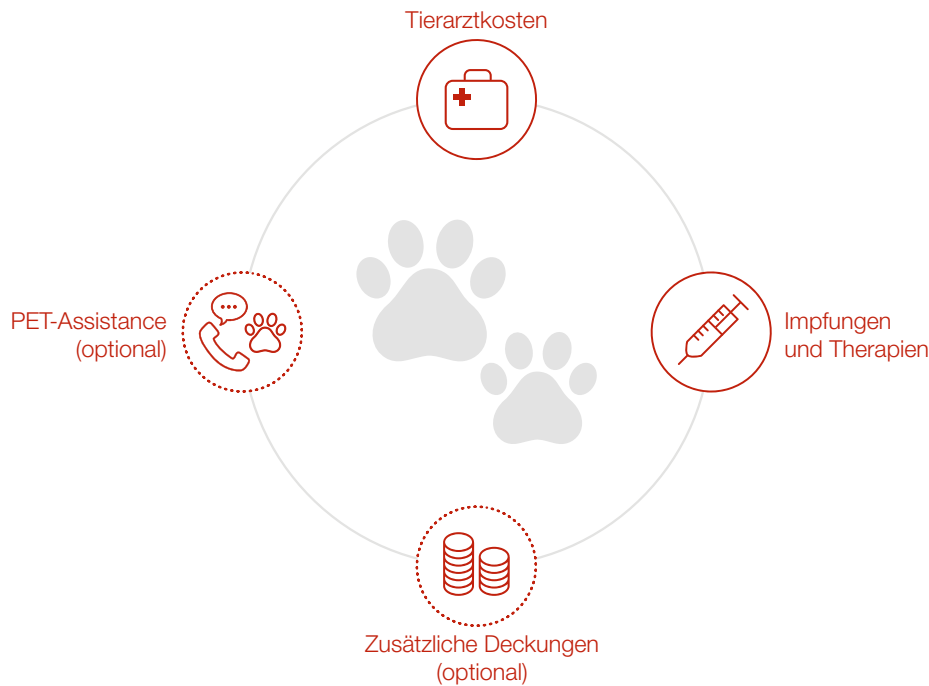 Tierarztkosten
PET-Assistance
(optional)
Impfungen
und Therapien
Zusätzliche Deckungen
(optional)